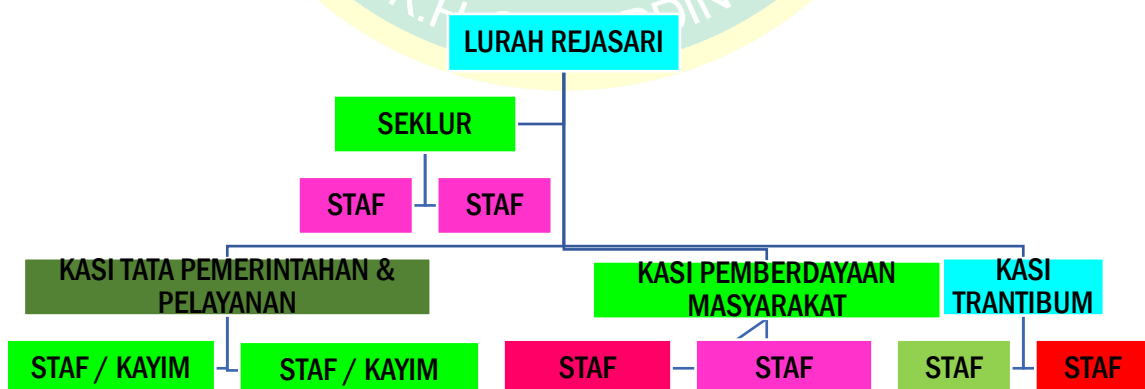 LURAH REJASARI
SEKLUR
STAF
STAF
KASI TATA PEMERINTAHAN &
PELAYANAN
KASI PEMBERDAYAAN
MASYARAKAT
KASI
TRANTIBUM
STAF / KAYIM
STAF / KAYIM
STAF
STAF
STAF
STAF